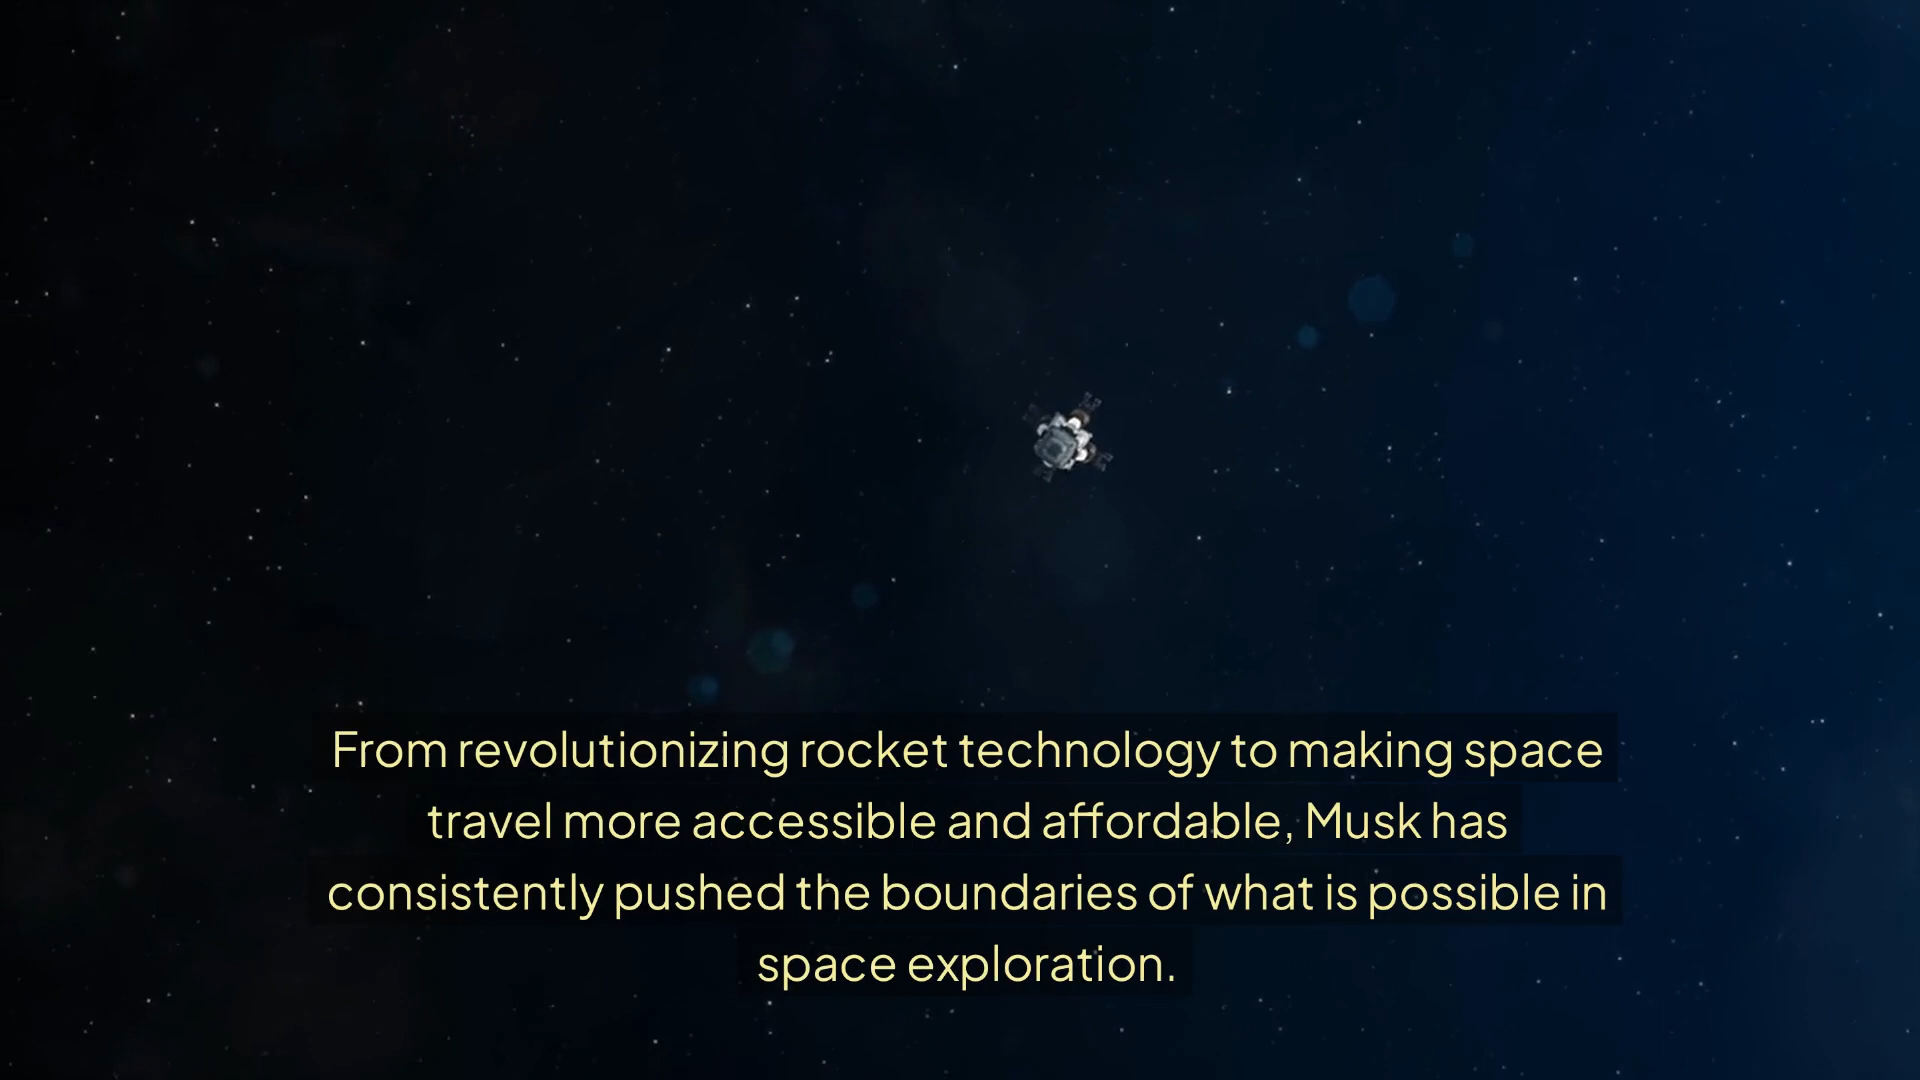 From revolutionizing rocket technology to making space
travel more accessible and affordable, Musk has
consistently pushed the boundaries of what is possible in
space exploration.